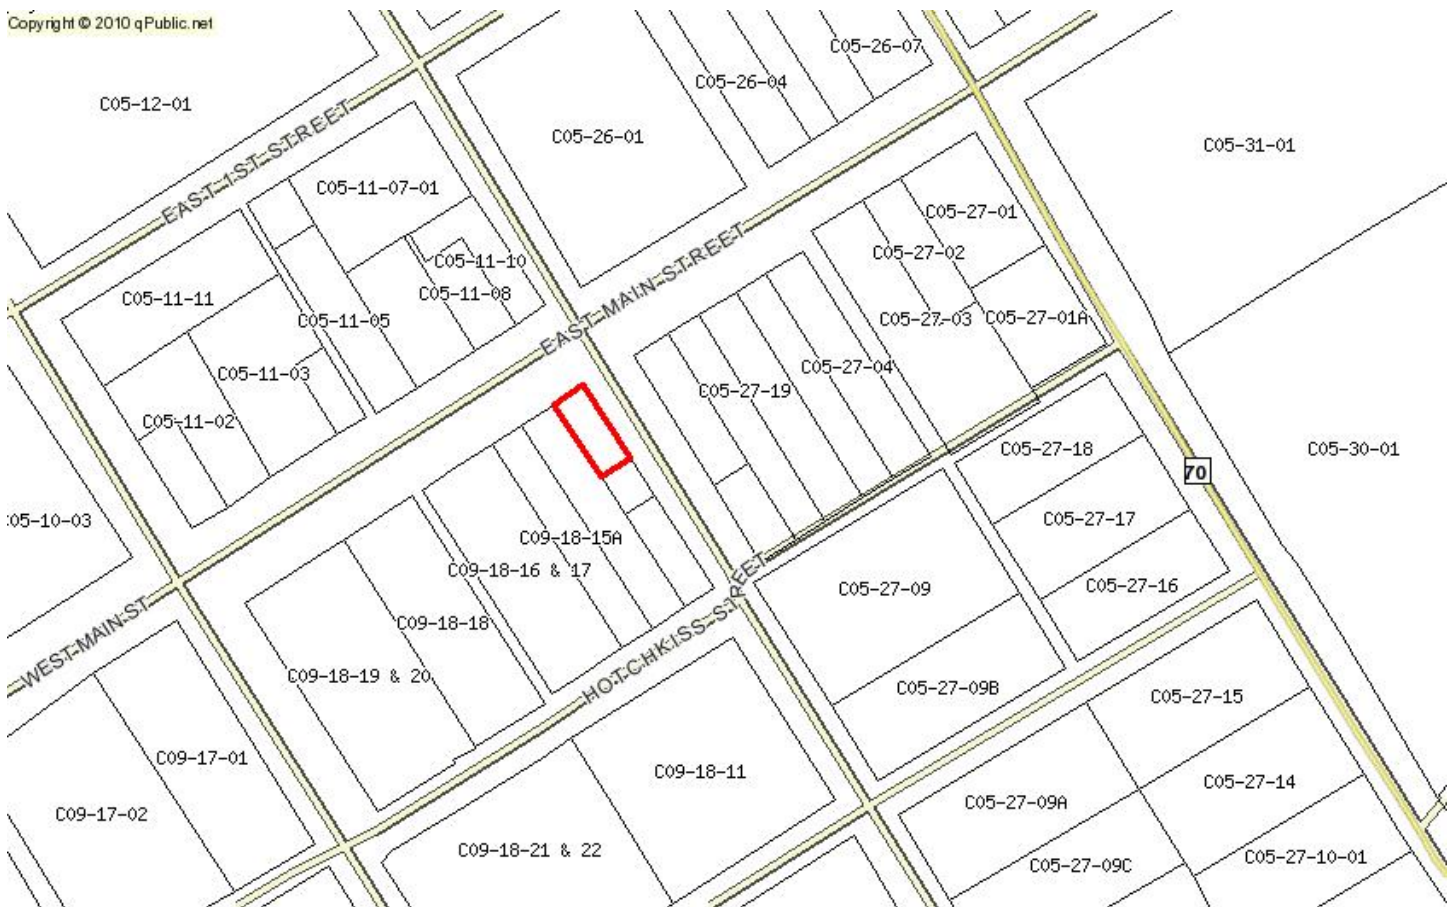 Copyright © 2010 qPublic.net
C05-26-07
C05-26-04
C05-12-01
C05-26-01
C05-31-01
EAST 1ST STREET
C05-11-07-01
C05-27-01
C05-27-02
EAST MAIN STREET
C05-11-10
C05-11-08
C05-11-11
C05-11-05
C05-27-03
C05-27-01A
C05-11-03
C05-27-04
C05-27-19
C05-11-02
C05-27-18
C05-30-01
70
C05-27-17
05-10-03
C09-18-15A
C09-18-16 & 17
HOTCHKISS STREET
C05-27-09
C05-27-16
WEST MAIN ST
C09-18-18
C09-18-19 & 20
C05-27-09B
C05-27-15
C09-17-01
C09-18-11
C05-27-14
C05-27-09A
C09-17-02
C09-18-21 & 22
C05-27-09C
C05-27-10-01